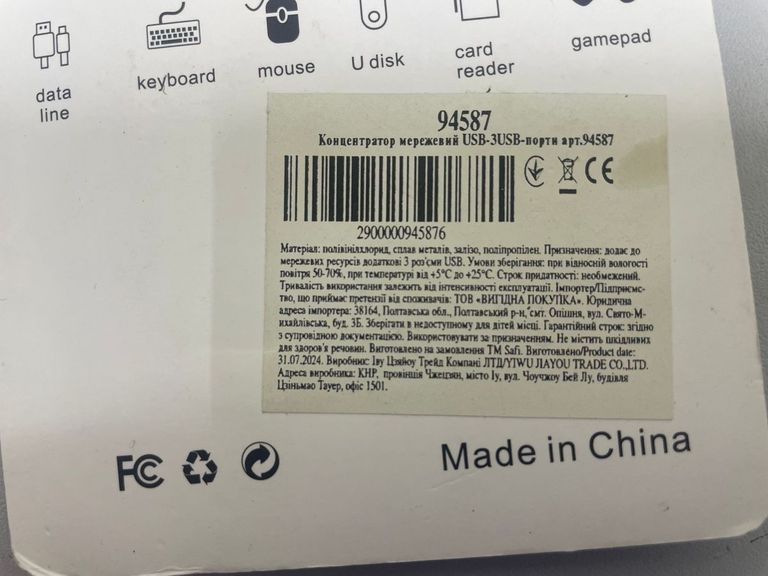 data
line
keyboard
mouse
U disk
card
reader
gamepad
94587
Концентратор мережевий USB-3USB-порти арт.94587
2900000945876
CE
Матеріал: полівінілхлорид, сплав металів, залізо, поліпропілен. Призначення: додає до
мережевих ресурсів додаткові 3 роз'єми USB. Умови зберігання: при відносній вологості
повітря 50-70%, при температурі від +5°C до +25°C. Строк придатності: необмежений.
Тривалість використання залежить від інтенсивності експлуатації. Імпортер/Підприємс-
тво, що приймає претензії від споживачів: ТОВ «ВИГІДНА ПОКУПКА». Юридична
адреса імпортера: 38164, Полтавська обл., Полтавський р-н, смт. Опішня, вул. Свято-М-
ихайлівська, буд. 3Б. Зберігати в недоступному для дітей місці. Гарантійний строк: згідно
з супровідною документацією. Використовувати за призначенням. Не містить шкідливих
для здоров'я речовин. Виготовлено на замовлення ТМ Safi. Виготовлено/Product date:
31.07.2024. Виробник: Іву Цзяйоу Трейд Компані ЛТД/YIWU JIAYOU TRADE CO.,LTD.
Адреса виробника: КНР, провінція Чжецзян, місто Іу, вул. Чоучжоу Бей Лу, будівля
Цзіньмао Тауер, офіс 1501.
FC
Made in China